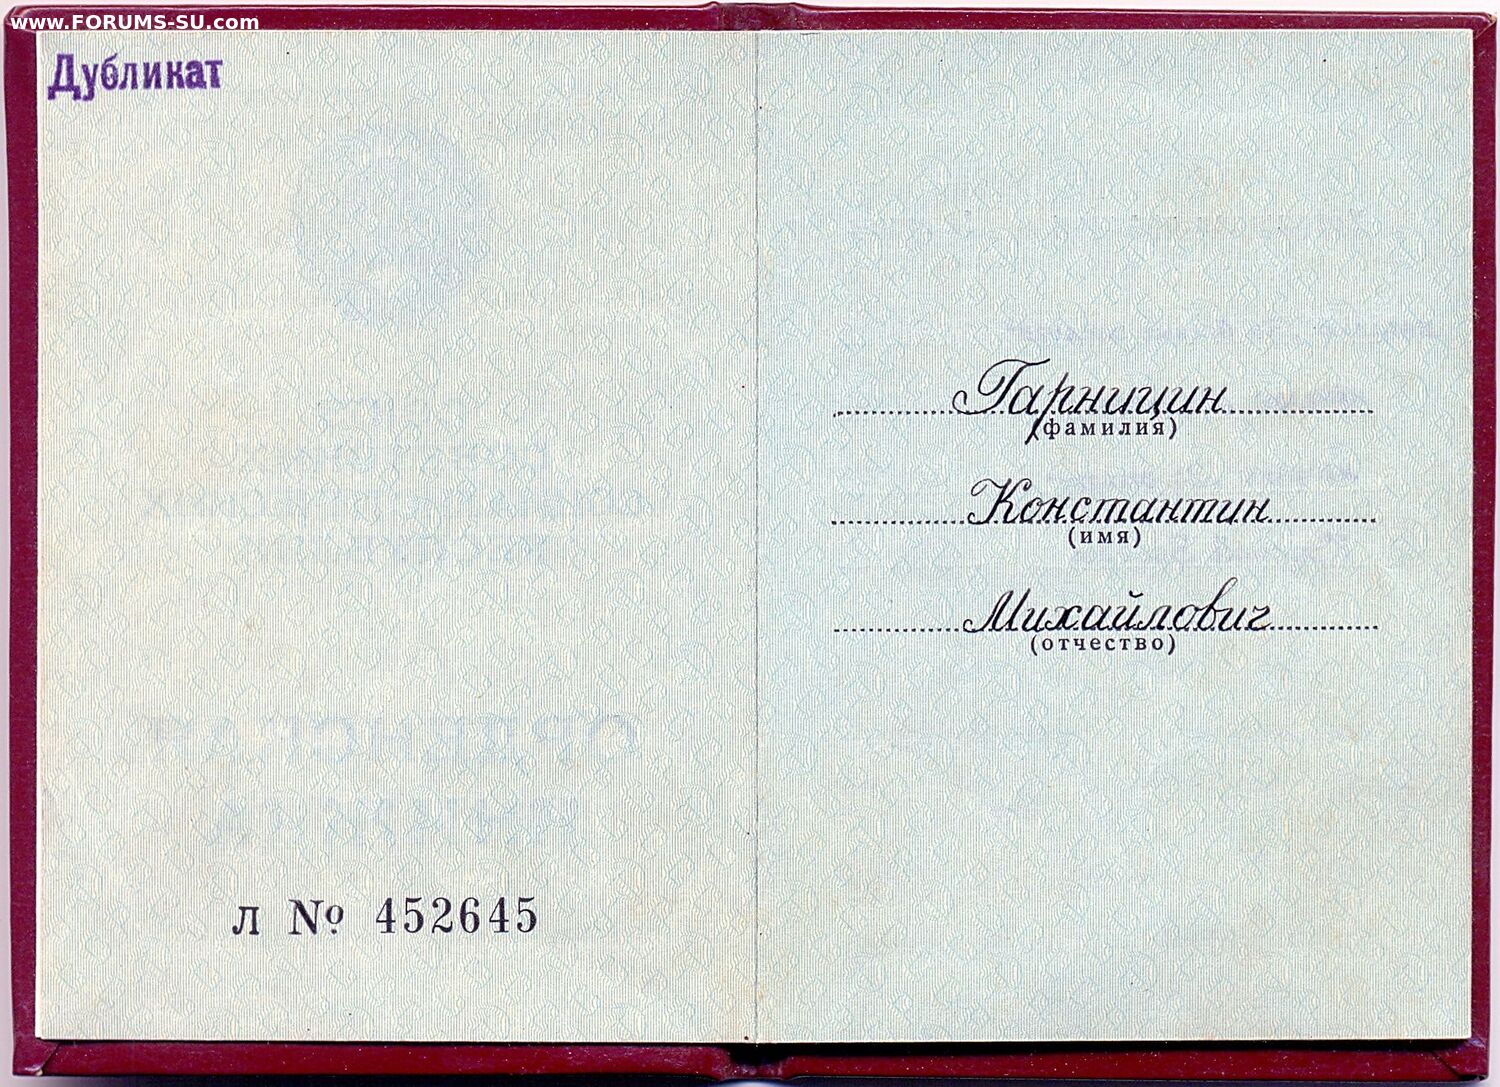 www.FORUMS-SU.com
Дубликат
Л № 452645
Гарницин
(фамилия)
Константин
(имя)
Михайлович
(отчество)